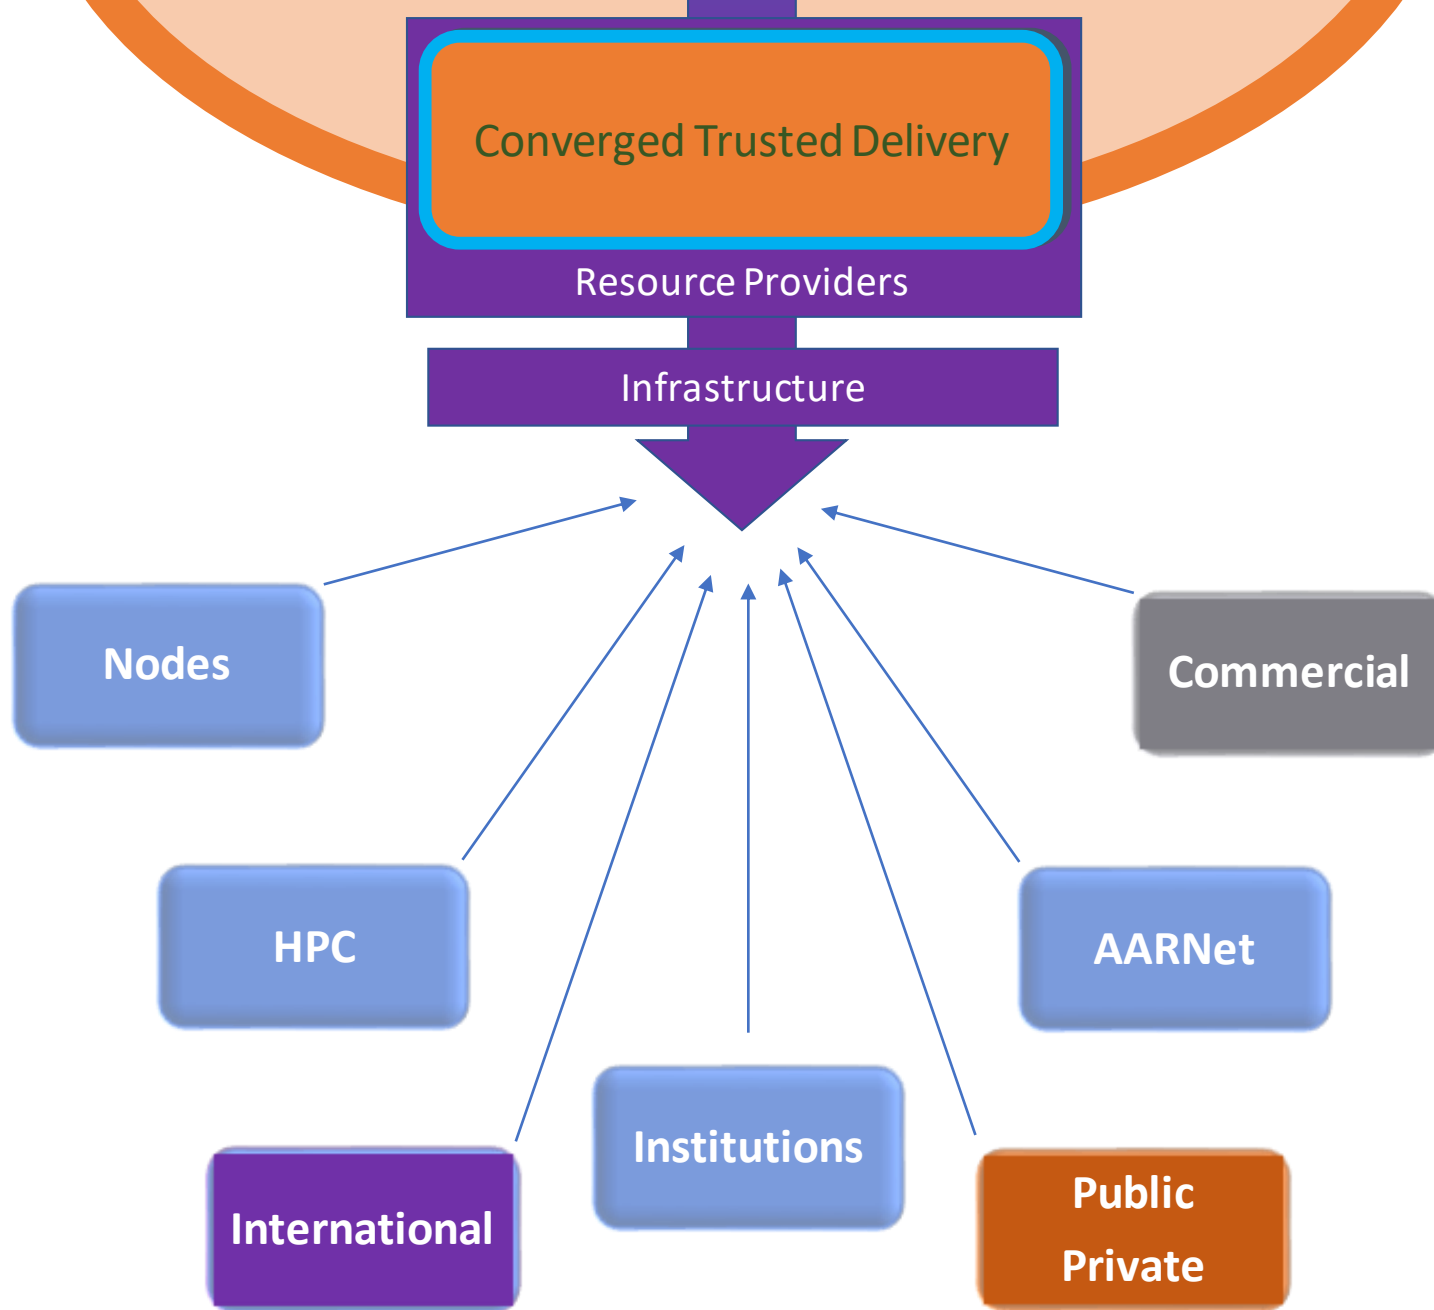 Converged Trusted Delivery
Resource Providers
Infrastructure
Nodes
Commercial
HPC
AARNet
Institutions
International
Public
Private